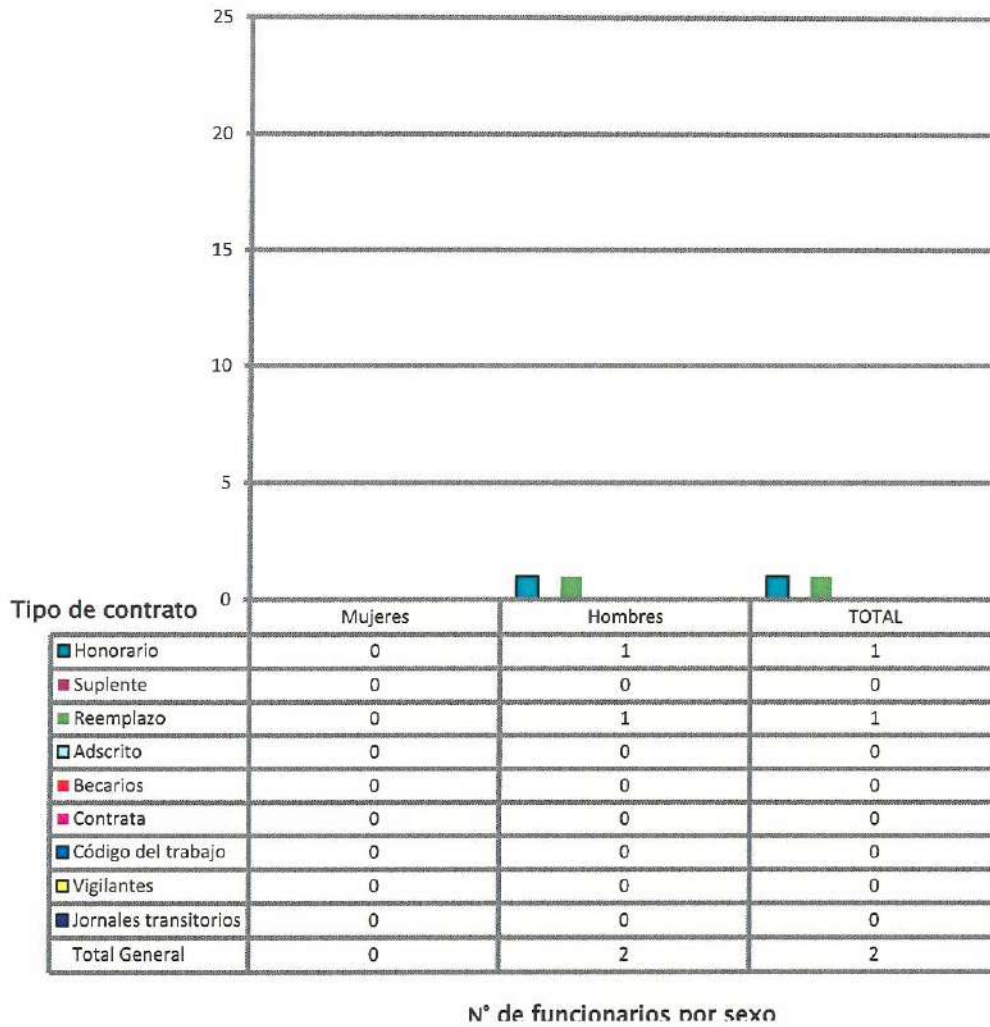 25
20
15
10
5
0
Tipo de contrato
Mujeres Hombres TOTAL
Honorario 0 1 1
Suplente 0 0 0
Reemplazo 0 1 1
Adscrito 0 0 0
Becarios 0 0 0
Contrata 0 0 0
Código del trabajo 0 0 0
Vigilantes 0 0 0
Jornales transitorios 0 0 0
Total General 0 2 2
N° de funcionarios por sexo